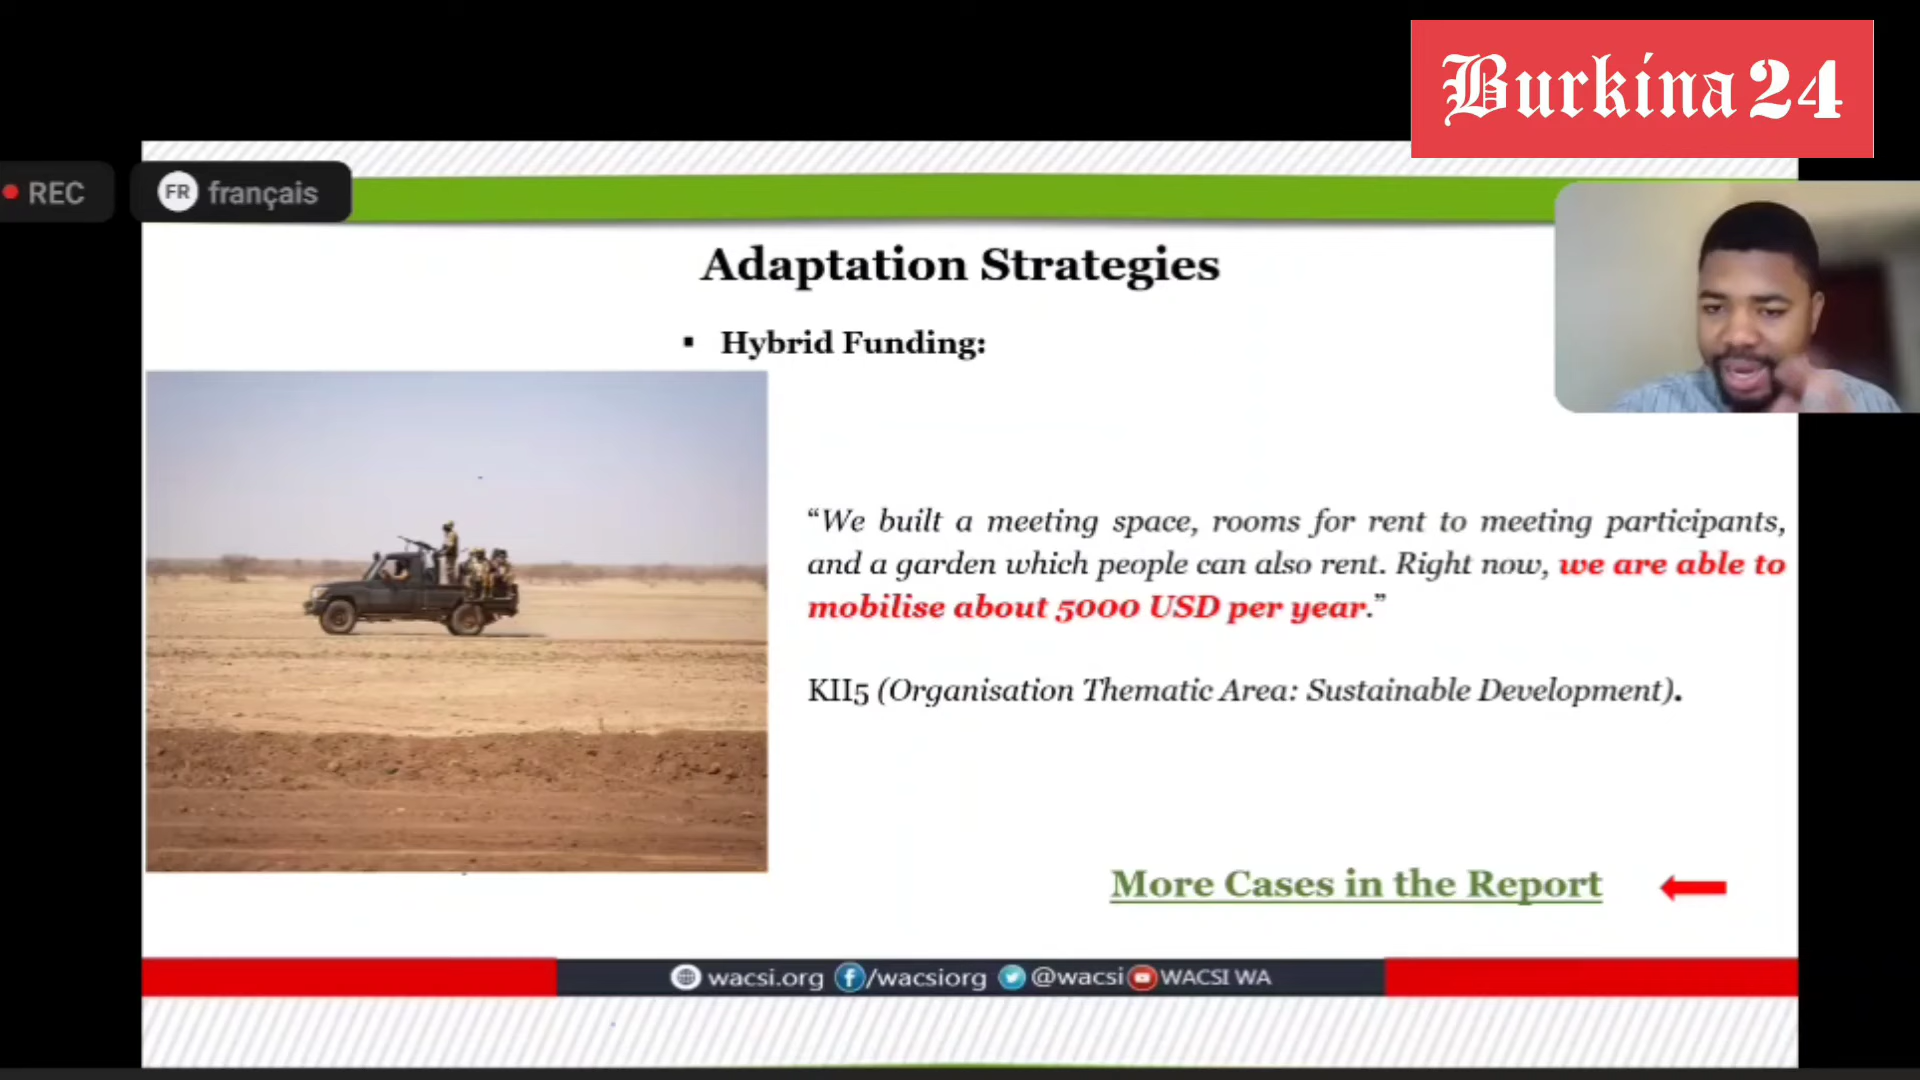 Burkina 24
REC
FR français
Adaptation Strategies
▪ Hybrid Funding:
“We built a meeting space, rooms for rent to meeting participants,
and a garden which people can also rent. Right now, we are able to
mobilise about 5000 USD per year.”
KII5 (Organisation Thematic Area: Sustainable Development).
More Cases in the Report
wacsi.org /wacsiorg @wacsi WACSI WA